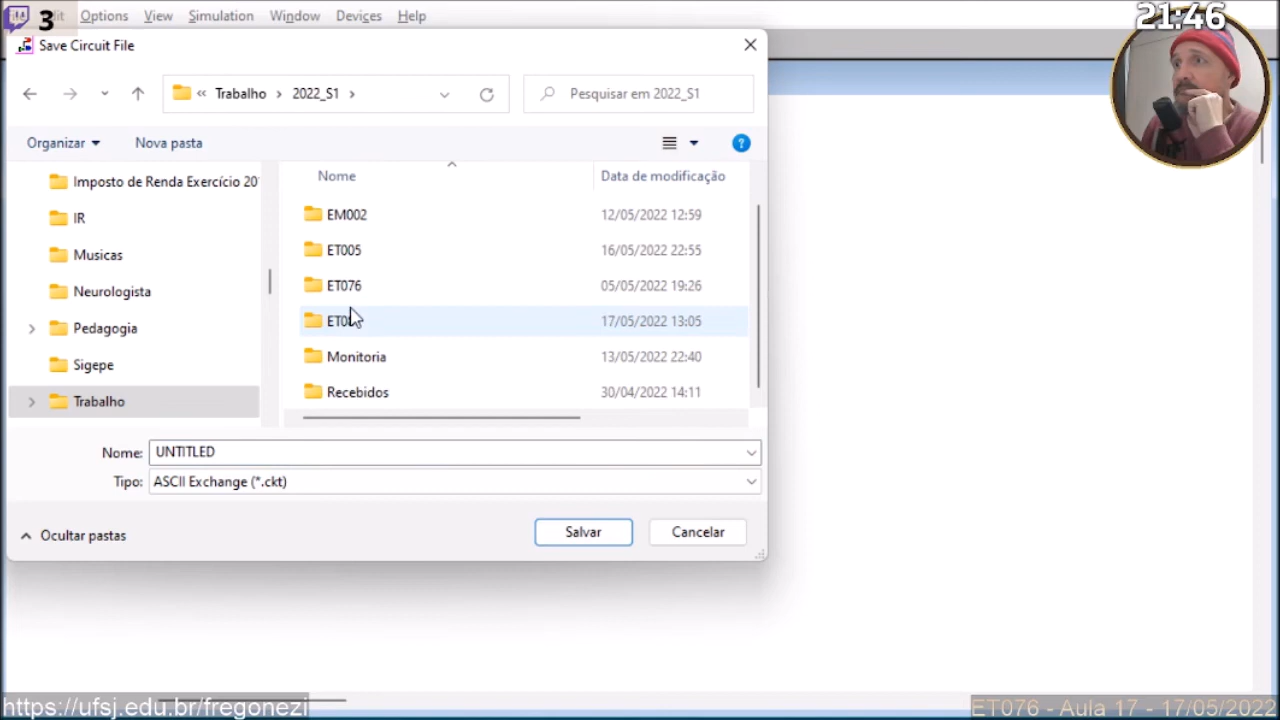 3
Options View Simulation Window Devices Help
21:46
Save Circuit File
« Trabalho > 2022_S1 >
Pesquisar em 2022_S1
Organizar
Nova pasta
Imposto de Renda Exercício 20
IR
Musicas
Neurologista
Pedagogia
Sigepe
Trabalho
Nome Data de modificação
EM002 12/05/2022 12:59
ET005 16/05/2022 22:55
ET076 05/05/2022 19:26
17/05/2022 13:05
Monitoria 13/05/2022 22:40
Recebidos 30/04/2022 14:11
Nome: UNTITLED
Tipo: ASCII Exchange (*.ckt)
Ocultar pastas
Salvar
Cancelar
https://ufsj.edu.br/fregonezi
ET076 - Aula 17 - 17/05/2022